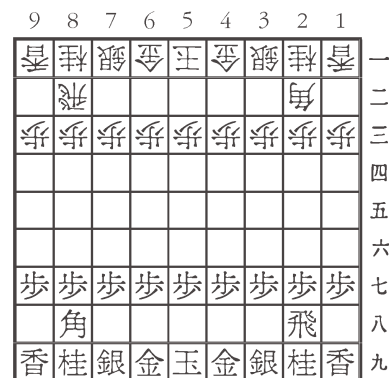 9 8 7 6 5 4 3 2 1
香 桂 銀 金 王 金 銀 桂 香 一
飛 角 二
歩 歩 歩 歩 歩 歩 歩 歩 歩 三
四
五
六
歩 歩 歩 歩 歩 歩 歩 歩 歩 七
角 飛 八
香 桂 銀 金 玉 金 銀 桂 香 九